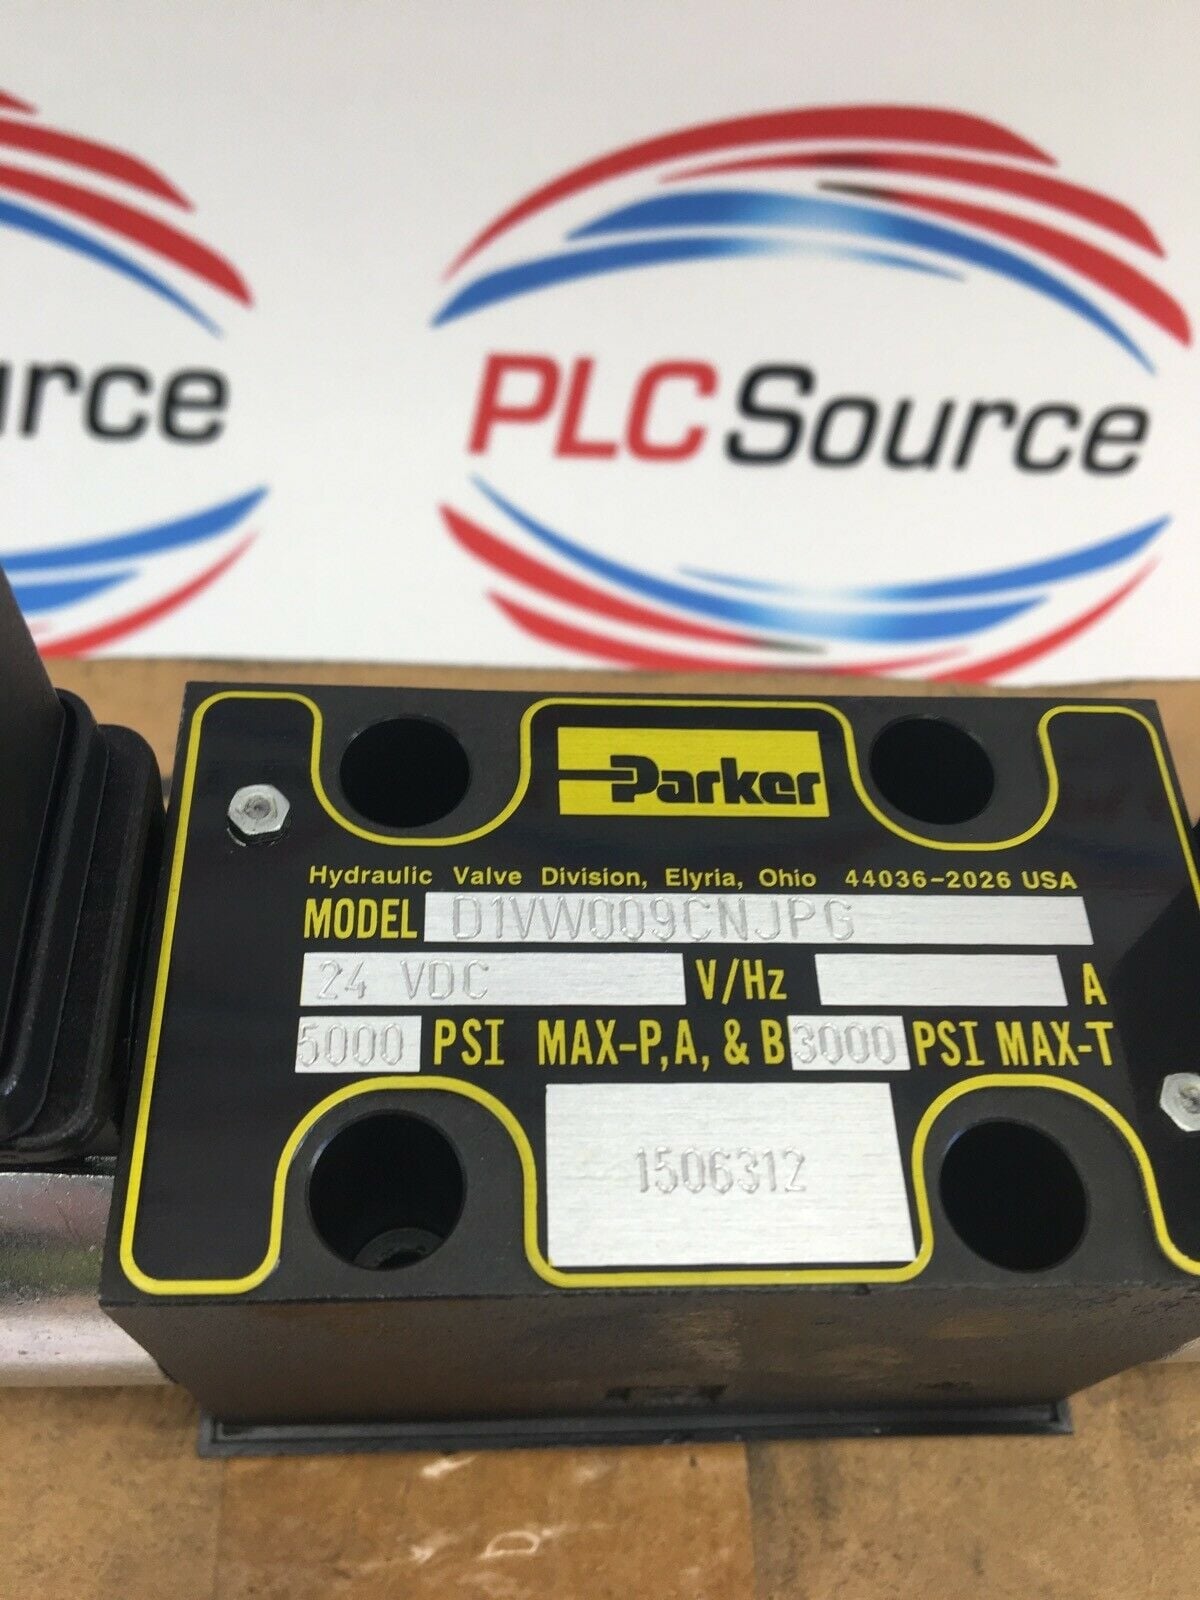 urce
PLC Source
Parker
Hydraulic Valve Division, Elyria, Ohio 44036-2026 USA
MODEL D1VW009CNJPG
24 VDC V/Hz A
5000 PSI MAX-P,A, & B 3000 PSI MAX-T
1506312